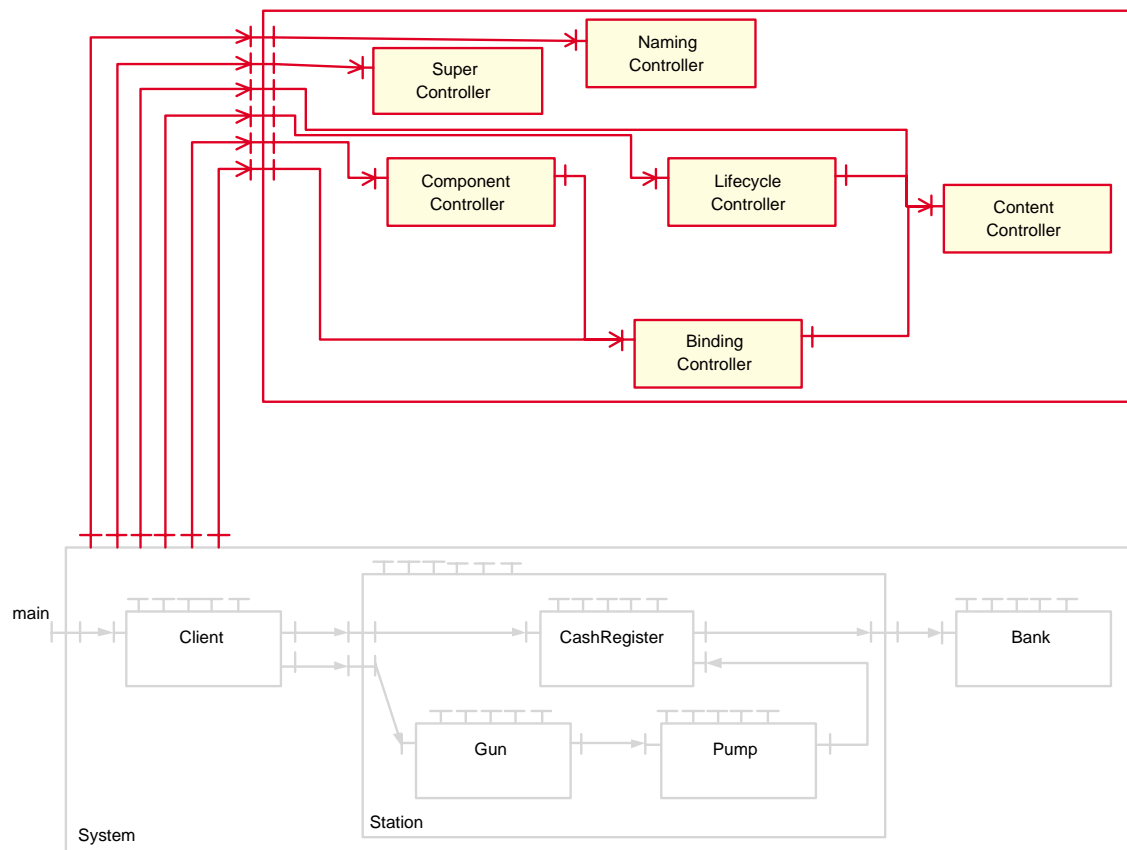 Naming
Controller
Super
Controller
Component
Controller
Lifecycle
Controller
Content
Controller
Binding
Controller
main
Client
CashRegister
Bank
Gun
Pump
Station
System